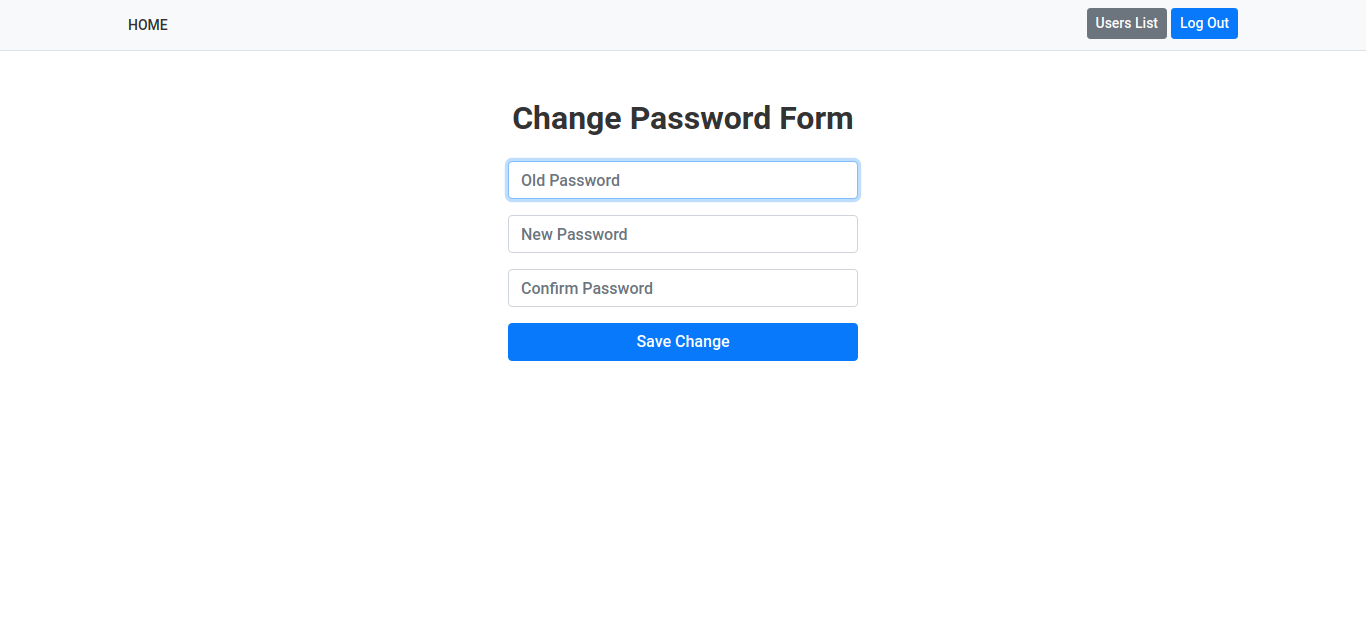 HOME
Users List
Log Out
Change Password Form
Old Password
New Password
Confirm Password
Save Change